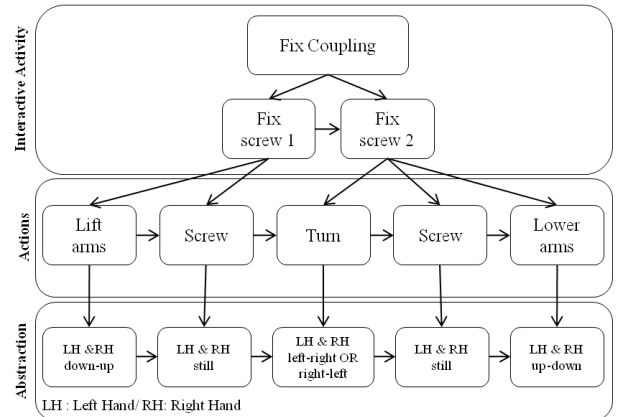 Interactive Activity
Fix Coupling
Fix
screw 1
Fix
screw 2
Actions
Lift
arms
Screw
Turn
Screw
Lower
arms
Abstraction
LH &RH
down-up
LH & RH
still
LH & RH
left-right OR
right-left
LH & RH
still
LH & RH
up-down
LH : Left Hand/ RH: Right Hand